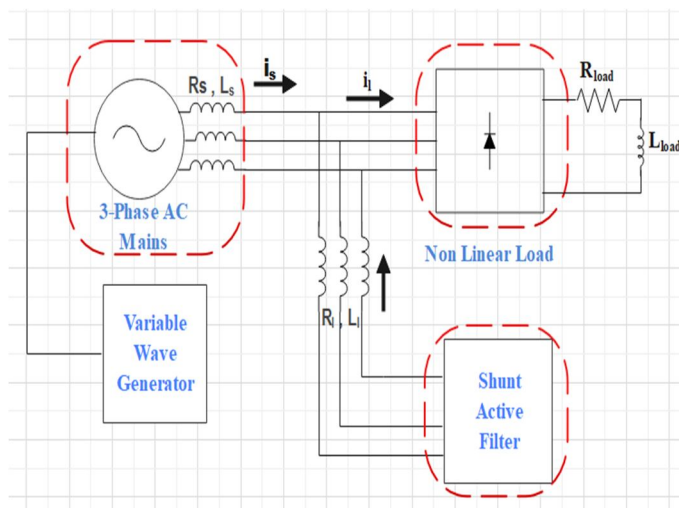 Rs , Ls
is
il
Rload
Lload
3-Phase AC
Mains
Non Linear Load
Variable
Wave
Generator
Rl , Ll
Shunt
Active
Filter